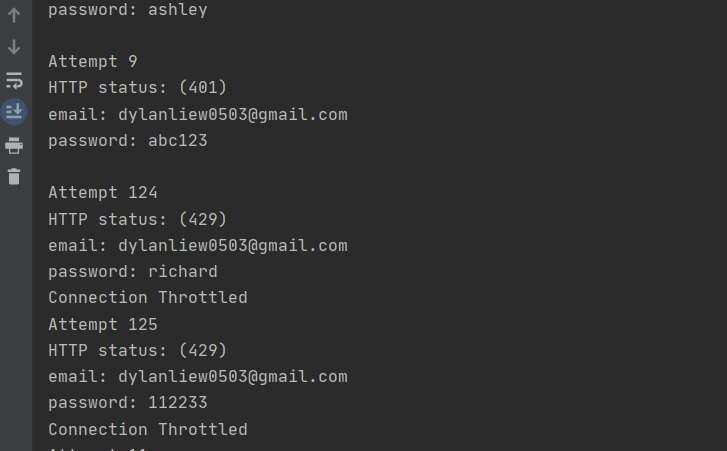 password: ashley
Attempt 9
HTTP status: (401)
email: dylanliew0503@gmail.com
password: abc123
Attempt 124
HTTP status: (429)
email: dylanliew0503@gmail.com
password: richard
Connection Throttled
Attempt 125
HTTP status: (429)
email: dylanliew0503@gmail.com
password: 112233
Connection Throttled